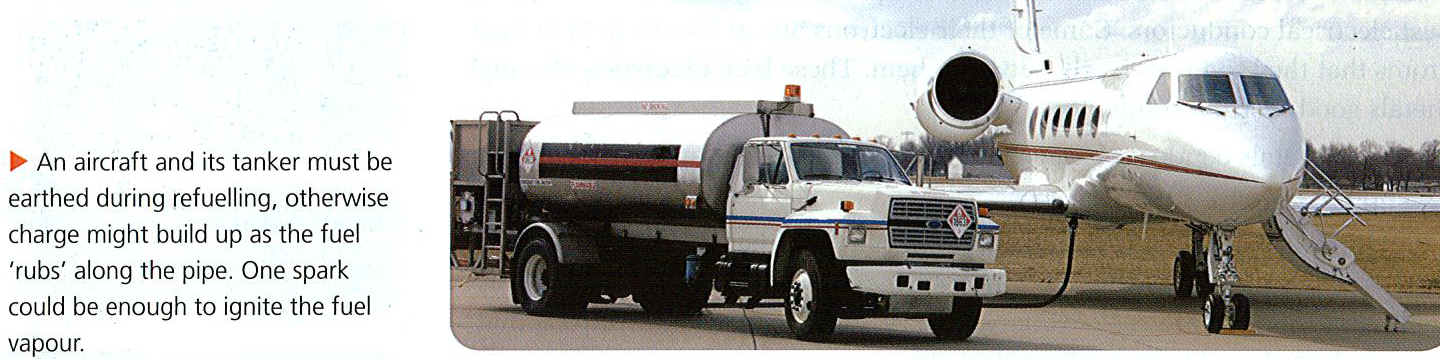 ▶ An aircraft and its tanker must be
earthed during refuelling, otherwise
charge might build up as the fuel
‘rubs’ along the pipe. One spark
could be enough to ignite the fuel
vapour.
1863